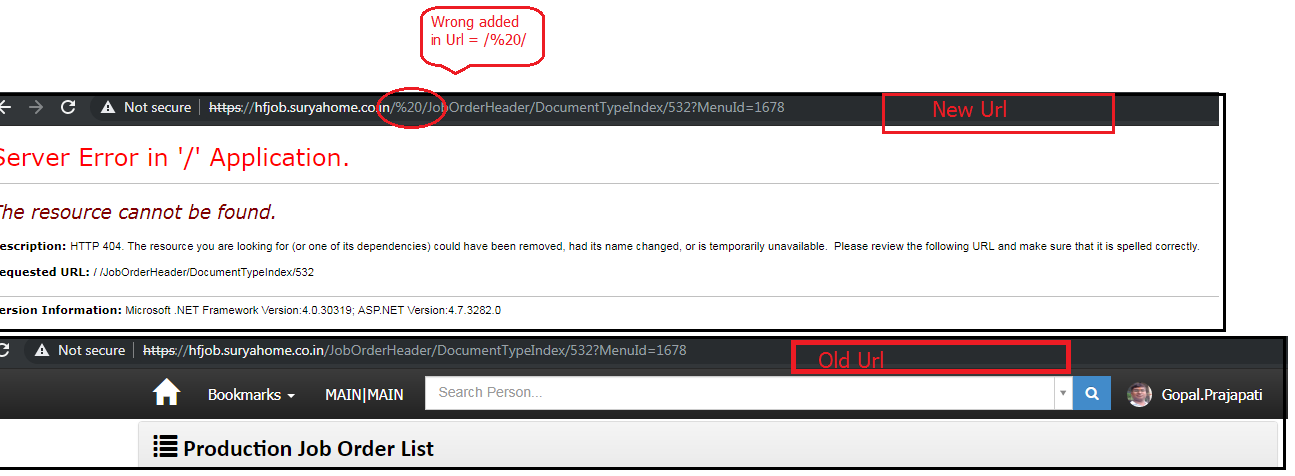 Wrong added
in Url = /%20/
Not secure | https://hfjob.suryahome.co.in/%20/JobOrderHeader/DocumentTypeIndex/532?MenuId=1678
New Url
Server Error in '/' Application.
The resource cannot be found.
escription: HTTP 404. The resource you are looking for (or one of its dependencies) could have been removed, had its name changed, or is temporarily unavailable.  Please review the following URL and make sure that it is spelled correctly.
equested URL: / /JobOrderHeader/DocumentTypeIndex/532
ersion Information: Microsoft .NET Framework Version:4.0.30319; ASP.NET Version:4.7.3282.0
Not secure | https://hfjob.suryahome.co.in/JobOrderHeader/DocumentTypeIndex/532?MenuId=1678
Old Url
Bookmarks MAIN|MAIN Search Person... Gopal.Prajapati
Production Job Order List